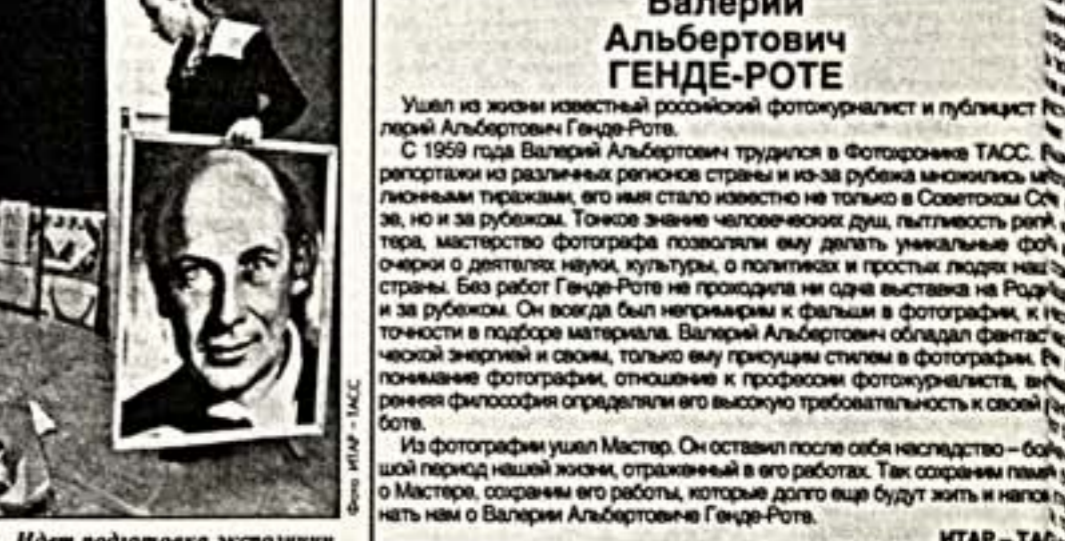 Валерий
Альбертович
ГЕНДЕ-РОТЕ
Ушел из жизни известный российский фотожурналист и публицист
лерий Альбертович Генде-Роте.
С 1959 года Валерий Альбертович трудился в Фотохронике ТАСС.
репортажи из различных регионов страны и из-за рубежа множились
лионными тиражами, его имя стало известно не только в Советском
зе, но и за рубежом. Тонкое знание человеческих душ, пытливость
тера, мастерство фотографа позволяли ему делать уникальные
очерки о деятелях науки, культуры, о политиках и простых людях
страны. Без работ Генде-Роте не проходила ни одна выставка на
и за рубежом. Он всегда был непримирим к фальши в фотографии, к
точности в подборе материала. Валерий Альбертович обладал фантас
ческой энергией и своим, только ему присущим стилем в фотографии.
понимание фотографии, отношение к профессии фотожурналиста,
ренняя философия определяли его высокую требовательность к своей
боте.
Из фотографии ушел Мастер. Он оставил после себя наследство –
шой период нашей жизни, отраженный в его работах. Так сохраним
о Мастере, сохраним его работы, которые долго еще будут жить и
нать нам о Валерии Альбертовиче Генде-Роте.
ИТАР – ТАС
Фото ИТАР – ТАСС
Идет подготовка экспозиции